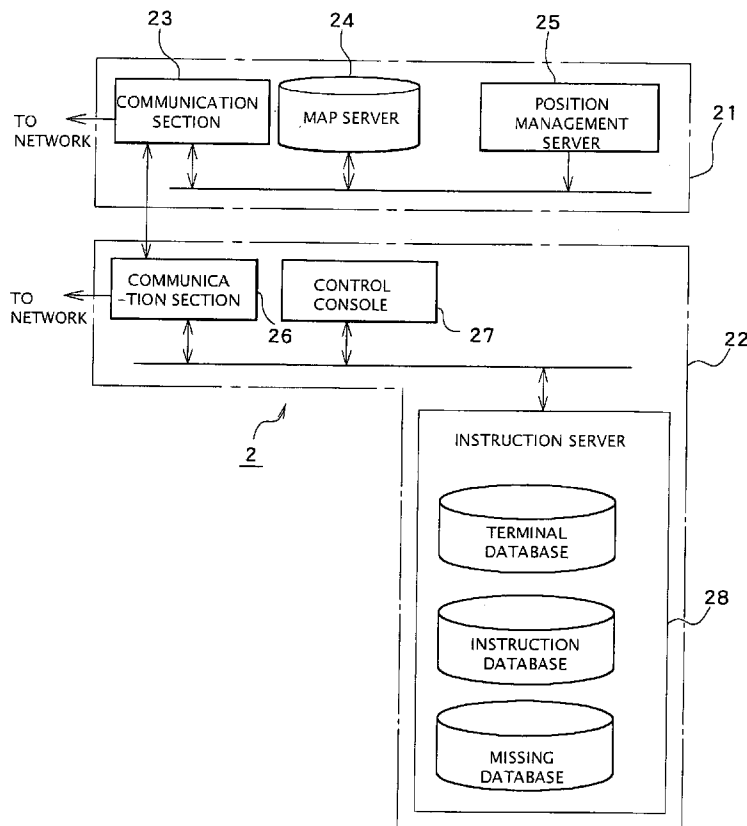 23
24
25
COMMUNICATION
SECTION
MAP SERVER
POSITION
MANAGEMENT
SERVER
TO
NETWORK
21
COMMUNICA
-TION SECTION
CONTROL
CONSOLE
TO
NETWORK
26
27
22
2
INSTRUCTION SERVER
TERMINAL
DATABASE
28
INSTRUCTION
DATABASE
MISSING
DATABASE